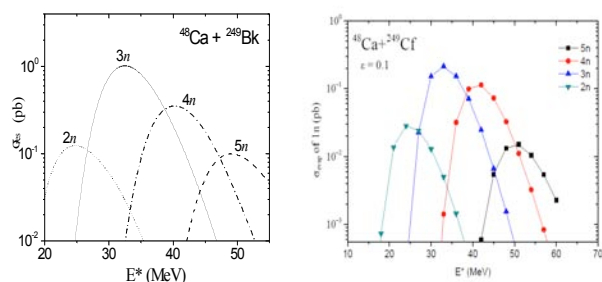 ⁴⁸Ca + ²⁴⁹Bk
3n
4n
2n
5n
σ_es (pb)
10⁰
10⁻¹
10⁻²
20 30 40 50
E* (MeV)
⁴⁸Ca+²⁴⁹Cf
ε = 0.1
5n
4n
3n
2n
σ_evap of 1n (pb)
10⁰
10⁻¹
10⁻²
10⁻³
10 20 30 40 50 60 70
E* (MeV)